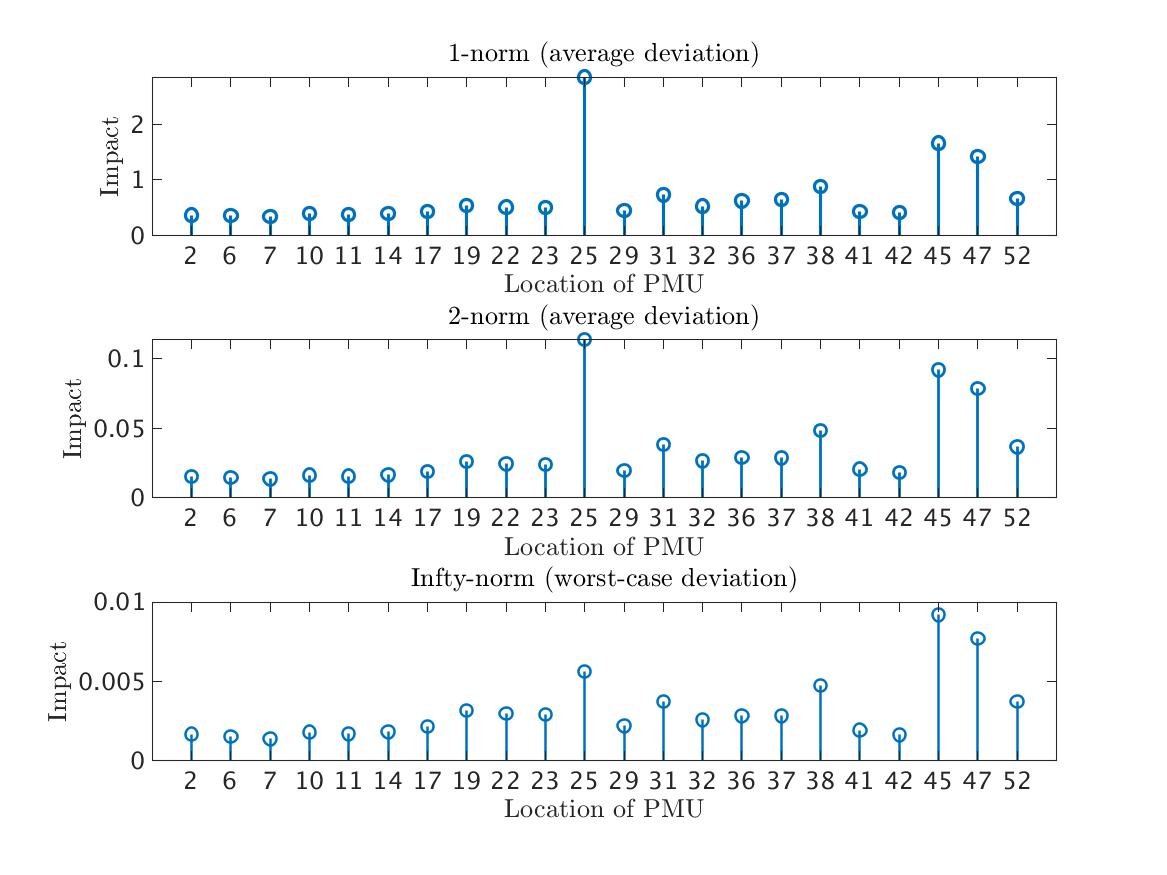 1-norm (average deviation)
Impact
2
1
0
2 6 7 10 11 14 17 19 22 23 25 29 31 32 36 37 38 41 42 45 47 52
Location of PMU
2-norm (average deviation)
Impact
0.1
0.05
0
2 6 7 10 11 14 17 19 22 23 25 29 31 32 36 37 38 41 42 45 47 52
Location of PMU
Infty-norm (worst-case deviation)
Impact
0.01
0.005
0
2 6 7 10 11 14 17 19 22 23 25 29 31 32 36 37 38 41 42 45 47 52
Location of PMU